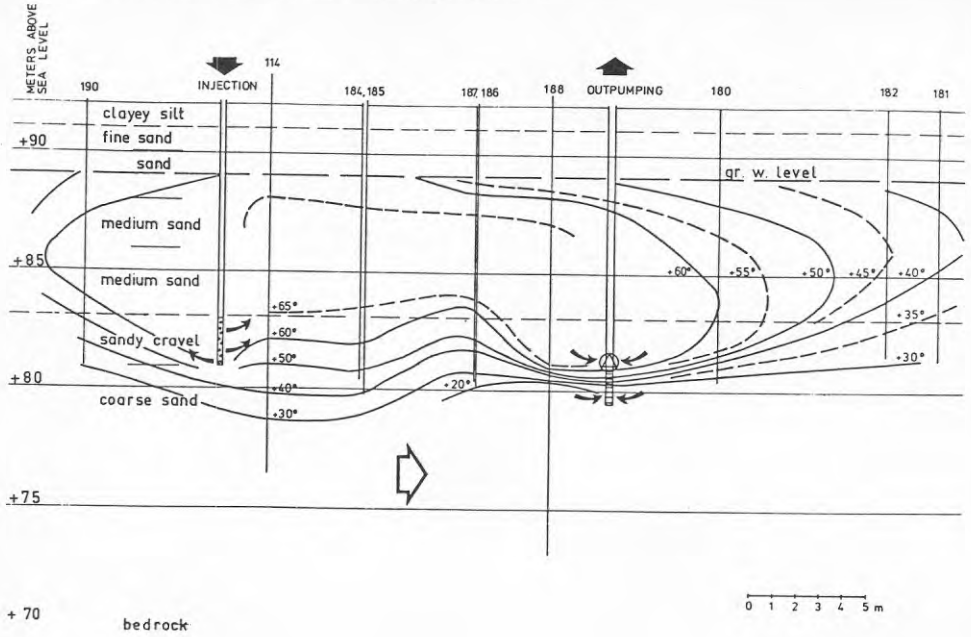 METERS ABOVE
SEA LEVEL
190
INJECTION
114
184,185
187,186
188
OUTPUMPING
180
182
181
clayey silt
fine sand
+90
sand
gr. w. level
medium sand
+85
medium sand
+60°
+55°
+50°
+45°
+40°
+65°
+35°
sandy cravel
+60°
+50°
+30°
+80
+40°
+20°
coarse sand
+30°
+75
0 1 2 3 4 5 m
+70
bedrock